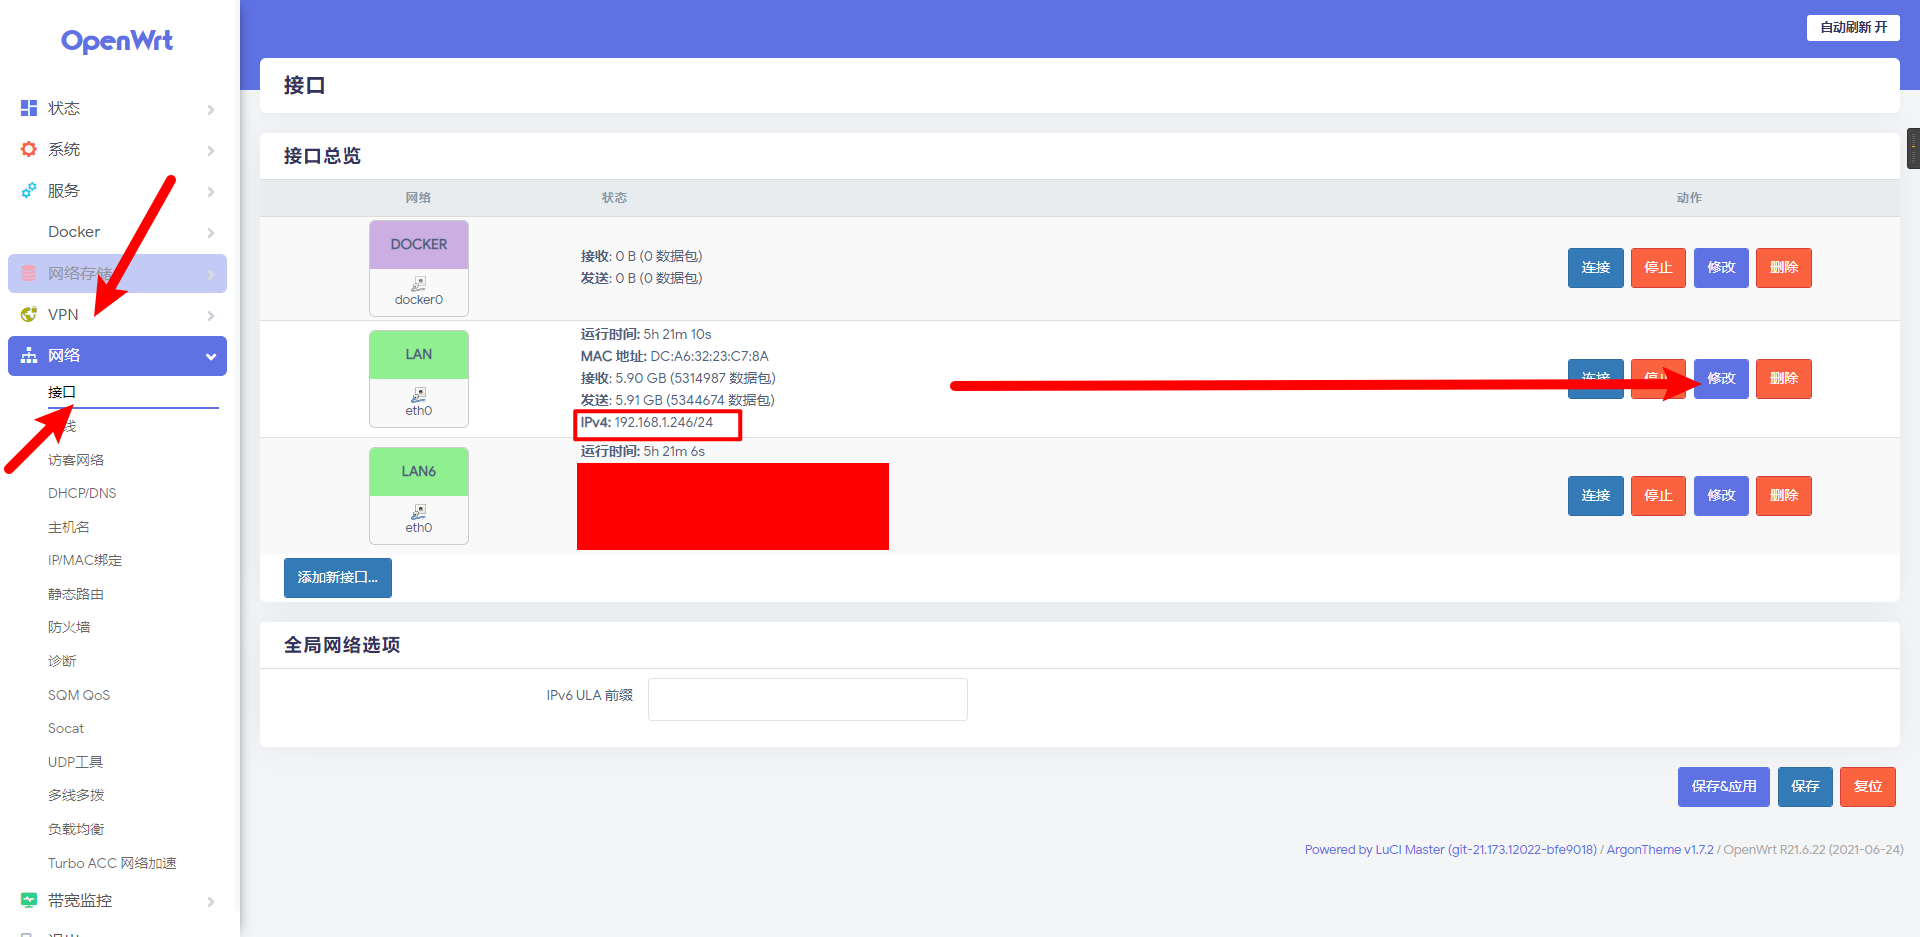 OpenWrt
自动刷新 开
状态
系统
服务
Docker
网络存储
VPN
网络
接口
线
访客网络
DHCP/DNS
主机名
IP/MAC绑定
静态路由
防火墙
诊断
SQM QoS
Socat
UDP工具
多线多拨
负载均衡
Turbo ACC 网络加速
带宽监控
接口
接口总览
网络 状态 动作
DOCKER
docker0
接收: 0 B (0 数据包)
发送: 0 B (0 数据包)
连接 停止 修改 删除
LAN
eth0
运行时间: 5h 21m 10s
MAC 地址: DC:A6:32:23:C7:8A
接收: 5.90 GB (5314987 数据包)
发送: 5.91 GB (5344674 数据包)
IPv4: 192.168.1.246/24
连接 停止 修改 删除
LAN6
eth0
运行时间: 5h 21m 6s
连接 停止 修改 删除
添加新接口...
全局网络选项
IPv6 ULA 前缀
保存&应用 保存 复位
Powered by LuCI Master (git-21.173.12022-bfe9018) / ArgonTheme v1.7.2 / OpenWrt R21.6.22 (2021-06-24)